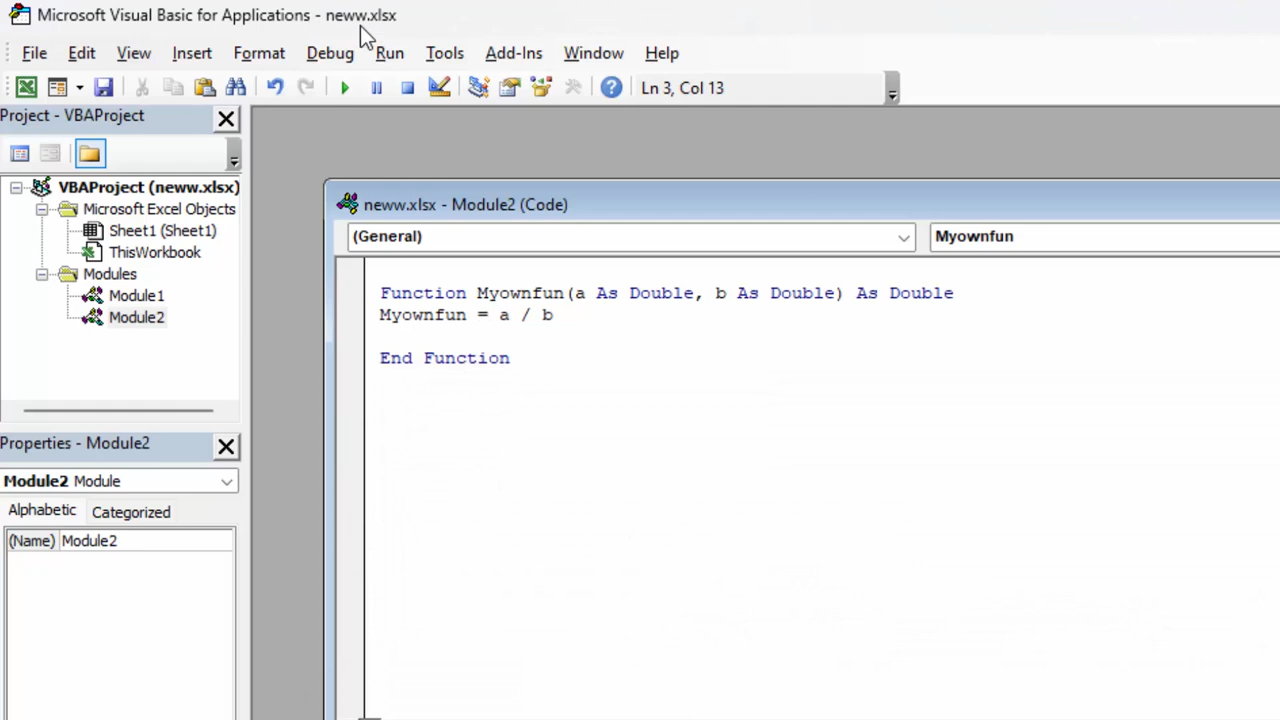 Microsoft Visual Basic for Applications - neww.xlsx
File Edit View Insert Format Debug Run Tools Add-Ins Window Help
Ln 3, Col 13
Project - VBAProject
VBAProject (neww.xlsx)
Microsoft Excel Objects
Sheet1 (Sheet1)
ThisWorkbook
Modules
Module1
Module2
Properties - Module2
Module2 Module
Alphabetic Categorized
(Name) Module2
neww.xlsx - Module2 (Code)
(General) Myownfun
Function Myownfun(a As Double, b As Double) As Double
Myownfun = a / b
End Function